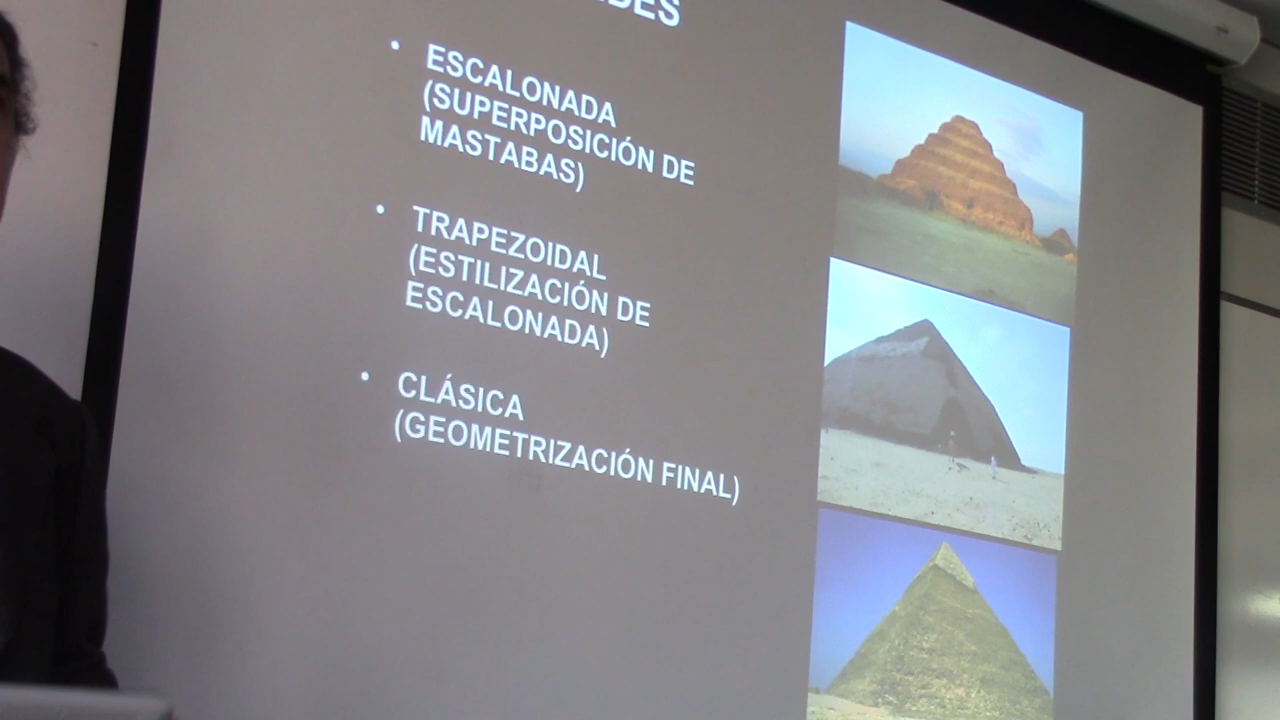 • ESCALONADA
(SUPERPOSICIÓN DE
MASTABAS)
• TRAPEZOIDAL
(ESTILIZACIÓN DE
ESCALONADA)
• CLÁSICA
(GEOMETRIZACIÓN FINAL)